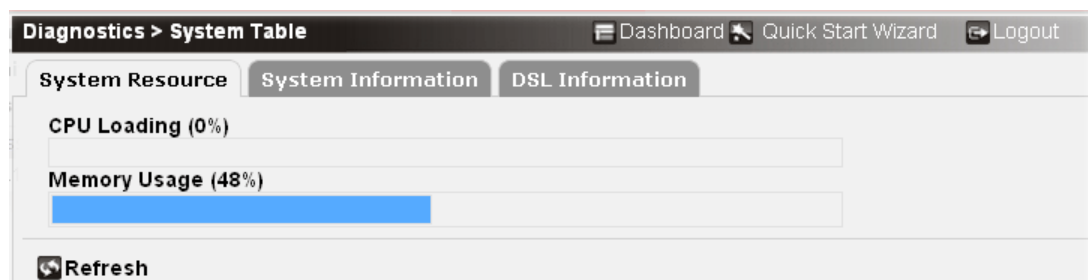 Diagnostics > System Table Dashboard Quick Start Wizard Logout
System Resource System Information DSL Information
CPU Loading (0%)
Memory Usage (48%)
Refresh